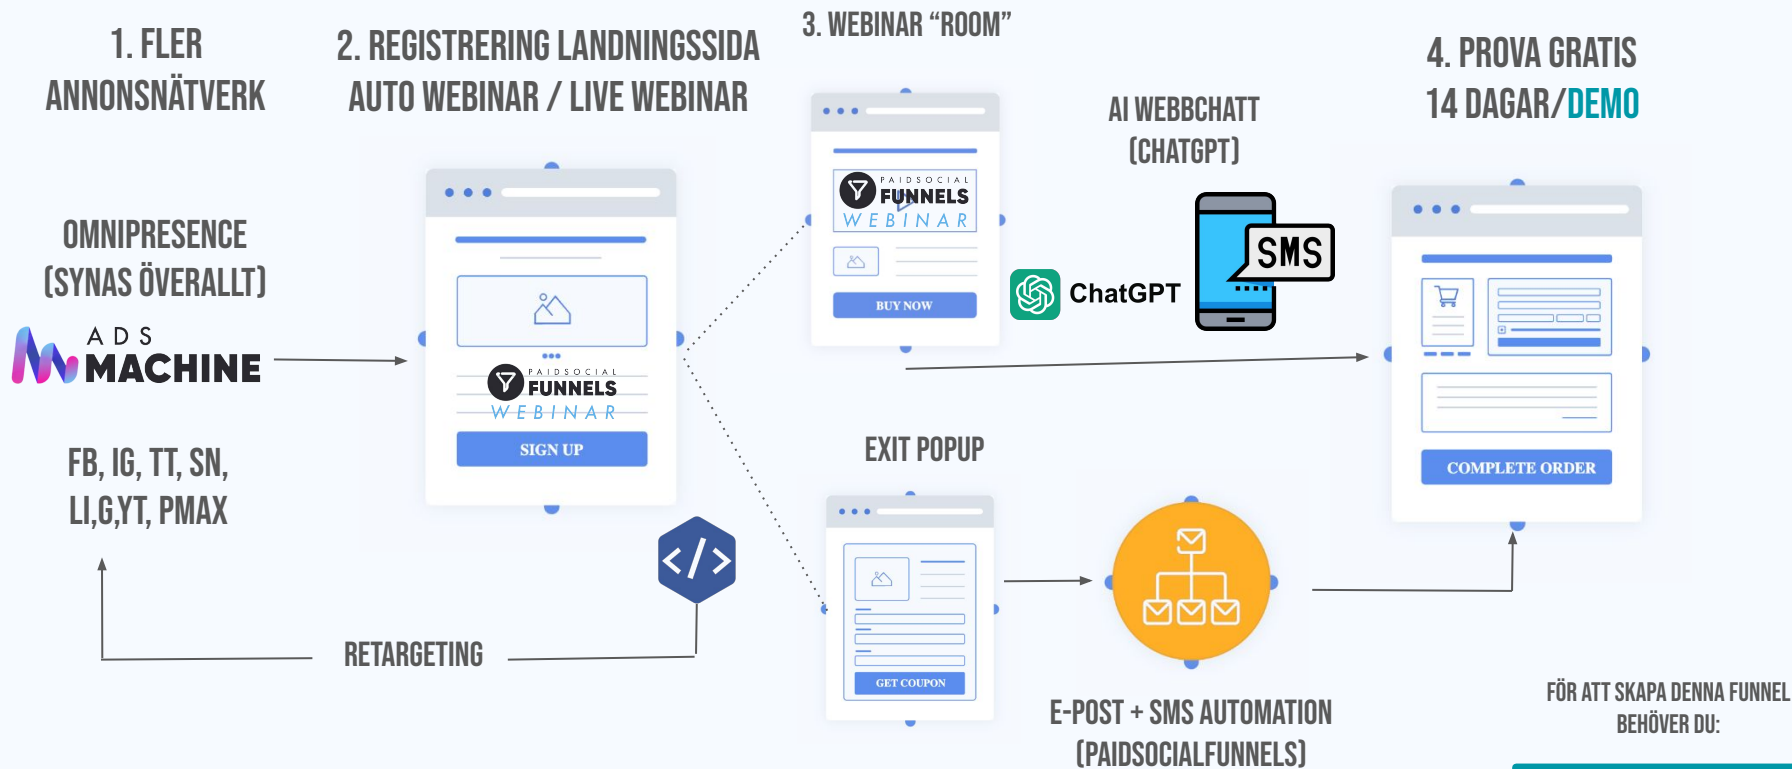 1. FLER
ANNONSNÄTVERK
OMNIPRESENCE
(SYNAS ÖVERALLT)
ADS
MACHINE
FB, IG, TT, SN,
LI,G,YT, PMAX
RETARGETING
2. REGISTRERING LANDNINGSSIDA
AUTO WEBINAR / LIVE WEBINAR
PAIDSOCIAL
FUNNELS
WEBINAR
SIGN UP
</>
3. WEBINAR “ROOM”
PAIDSOCIAL
FUNNELS
WEBINAR
BUY NOW
AI WEBBCHATT
(CHATGPT)
ChatGPT
SMS
EXIT POPUP
GET COUPON
E-POST + SMS AUTOMATION
(PAIDSOCIALFUNNELS)
4. PROVA GRATIS
14 DAGAR/DEMO
COMPLETE ORDER
FÖR ATT SKAPA DENNA FUNNEL
BEHÖVER DU: